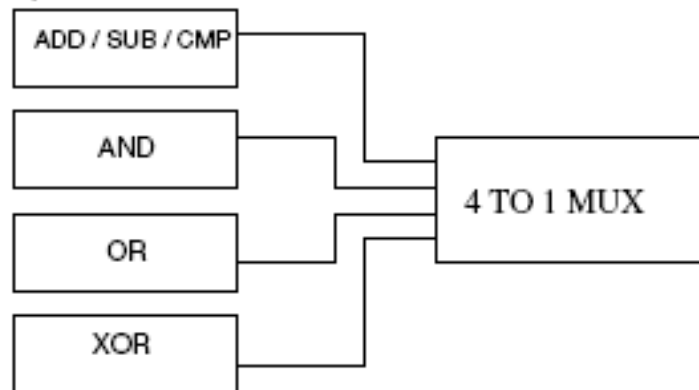 ADD / SUB / CMP
AND
4 TO 1 MUX
OR
XOR